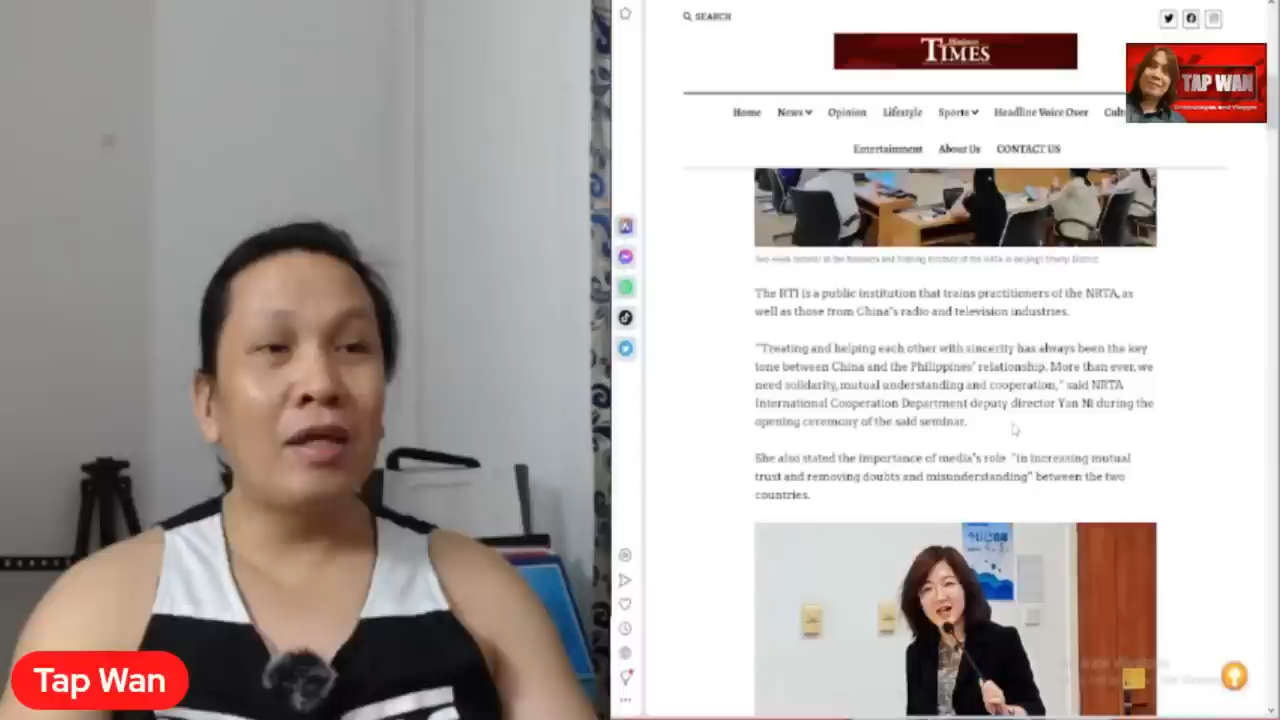 SEARCH
TIMES
TAP WAN
Home News Opinion Lifestyle Sports Headline Voice Over Cult
Entertainment About Us CONTACT US
The RTI is a public institution that trains practitioners of the NRTA, as
well as those from China's radio and television industries.
"Treating and helping each other with sincerity has always been the key
tone between China and the Philippines' relationship. More than ever, we
need solidarity, mutual understanding and cooperation," said NRTA
International Cooperation Department deputy director Yan Ni during the
opening ceremony of the said seminar.
She also stated the importance of media's role "in increasing mutual
trust and removing doubts and misunderstanding" between the two
countries.
Tap Wan